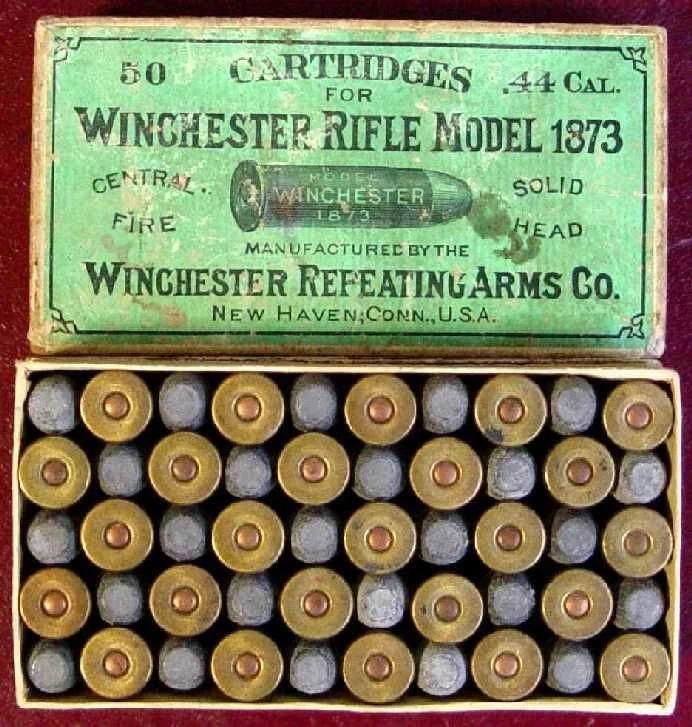 50 CARTRIDGES .44 CAL.
FOR
WINCHESTER RIFLE MODEL 1873
CENTRAL FIRE
MODEL
WINCHESTER
1873
SOLID HEAD
MANUFACTURED BY THE
WINCHESTER REPEATING ARMS CO.
NEW HAVEN, CONN., U.S.A.